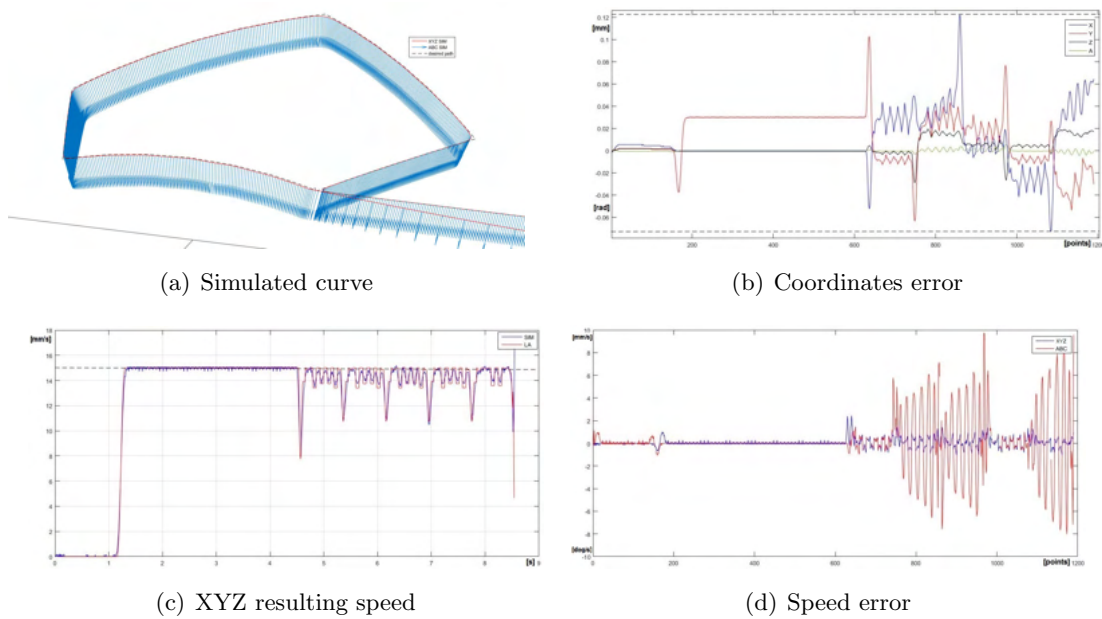 XYZ SIM
ABC SIM
desired path
(a) Simulated curve
0.12
[mm]
0.1
0.08
0.06
0.04
0.02
0
-0.02
-0.04
[rad]
-0.06
0 200 400 600 800 1000 1200
[points]
X
Y
Z
A
(b) Coordinates error
18
[mm/s]
16
14
12
10
8
6
4
2
0
0 1 2 3 4 5 6 7 8 9
[s]
SIM
LA
(c) XYZ resulting speed
[mm/s]
10
8
6
4
2
0
-2
-4
-6
-8
[deg/s]
-10
0 200 400 600 800 1000 1200
[points]
XYZ
ABC
(d) Speed error